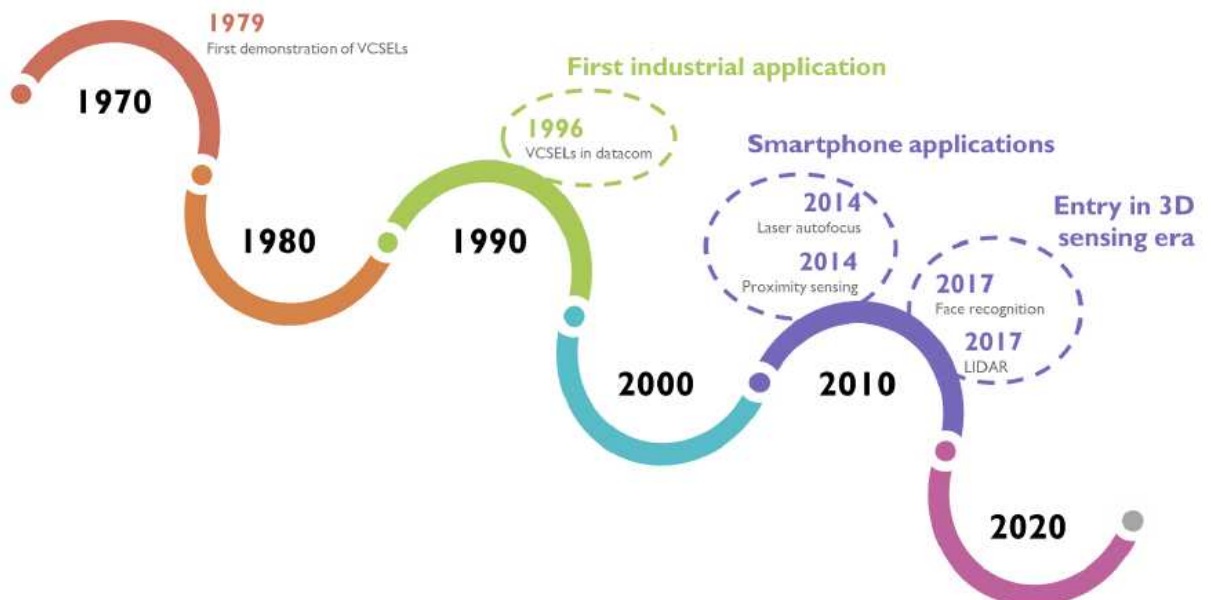 1979
First demonstration of VCSELs
1970
1980
First industrial application
1996
VCSELs in datacom
1990
2000
Smartphone applications
2014
Laser autofocus
2014
Proximity sensing
2010
Entry in 3D
sensing era
2017
Face recognition
2017
LIDAR
2020